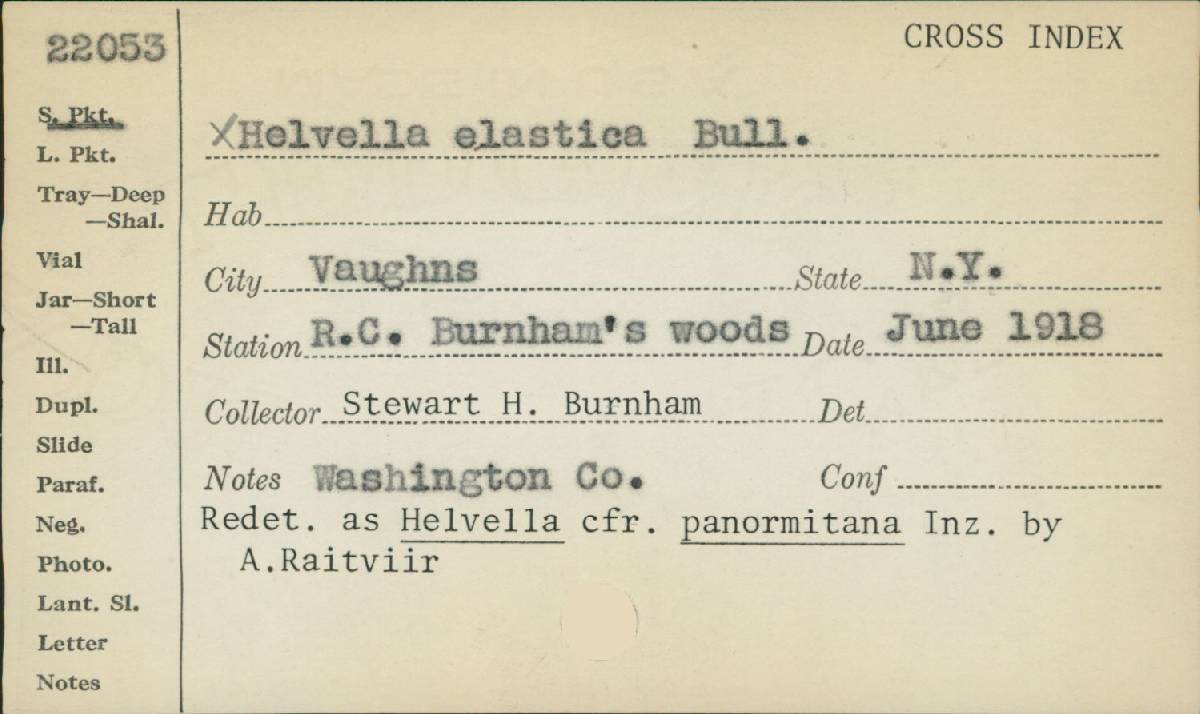 22053
CROSS INDEX
S. Pkt.
L. Pkt.
Tray—Deep
—Shal.
Vial
Jar—Short
—Tall
Ill.
Dupl.
Slide
Paraf.
Neg.
Photo.
Lant. Sl.
Letter
Notes
XHelvella elastica Bull.
Hab
City Vaughns State N.Y.
Station R.C. Burnham's woods Date June 1918
Collector Stewart H. Burnham Det
Notes Washington Co. Conf
Redet. as Helvella cfr. panormitana Inz. by
A.Raitviir